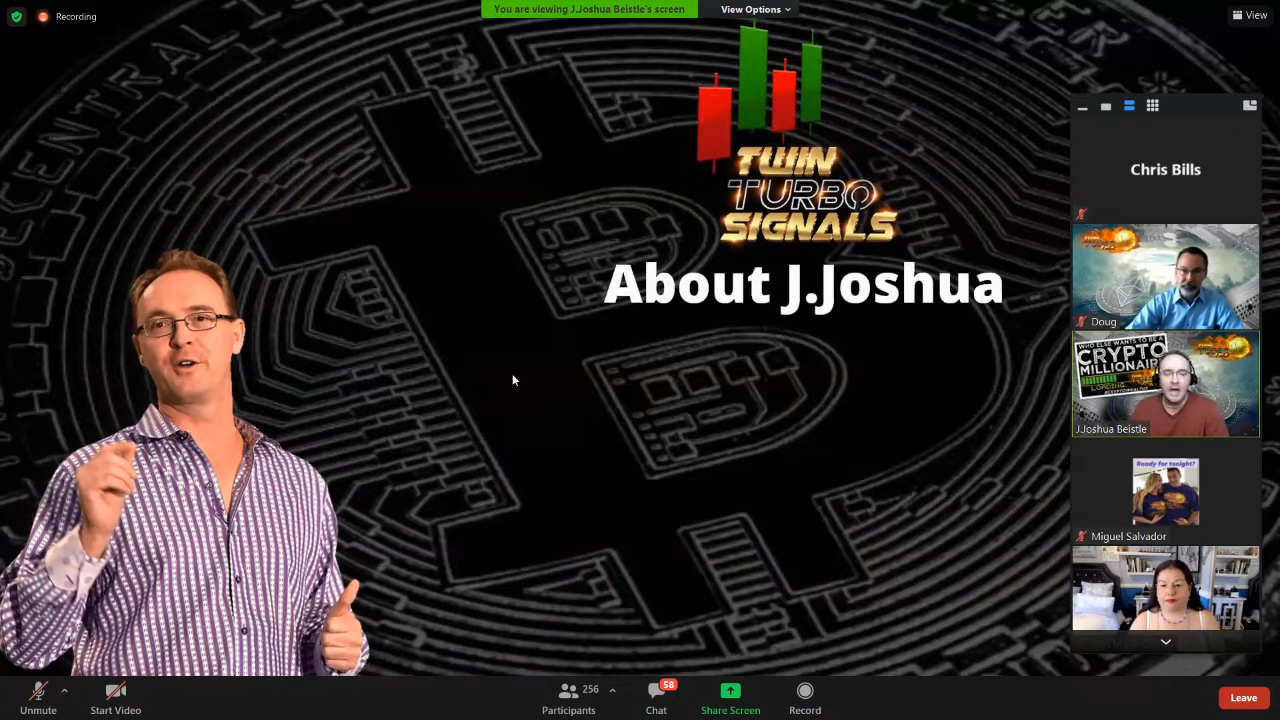 Recording
You are viewing J.Joshua Beistle's screen
View Options
View
TWIN
TURBO
SIGNALS
About J.Joshua
Chris Bills
Doug
WHO ELSE WANTS TO BE A
CRYPTO
MILLIONAIR
LOADING
J.Joshua Beistle
Ready for tonight?
Miguel Salvador
Unmute
Start Video
256
Participants
58
Chat
Share Screen
Record
Leave